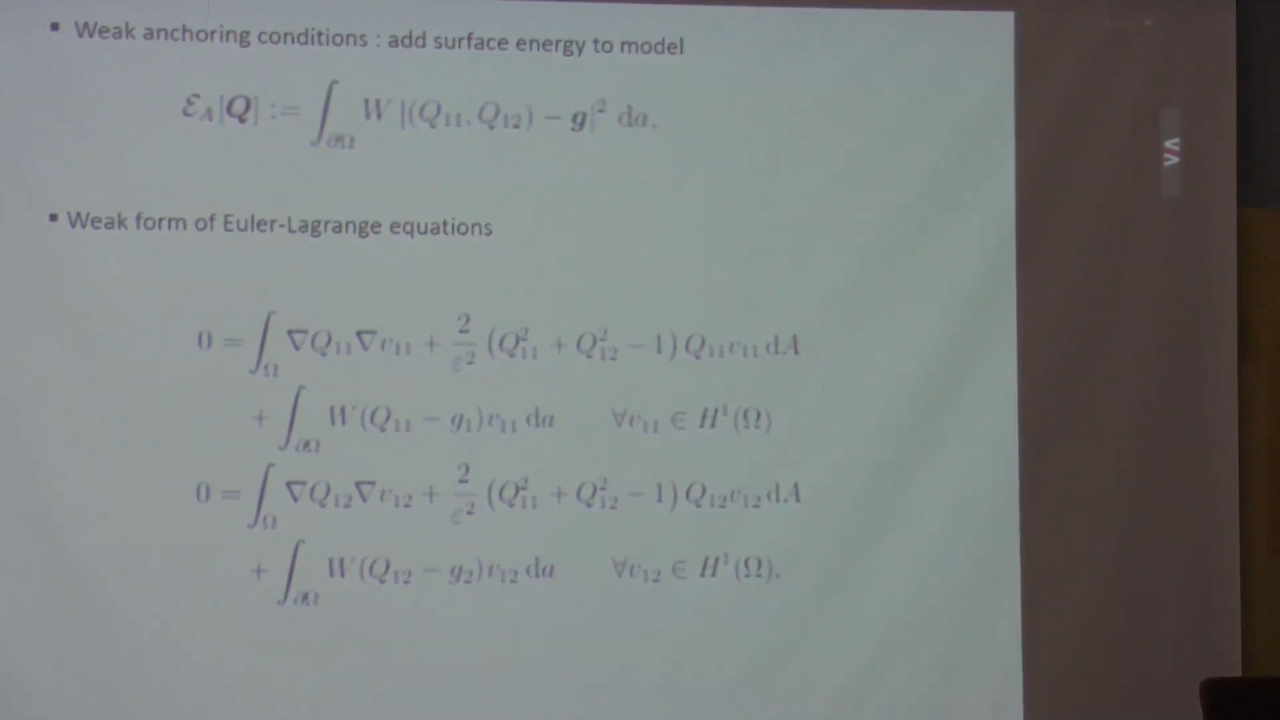 ▪ Weak anchoring conditions : add surface energy to model
ℰ_A[Q] := ∫_∂Ω W |(Q₁₁, Q₁₂) − g|² da,
▪ Weak form of Euler-Lagrange equations
0 = ∫_Ω ∇Q₁₁∇v₁₁ + 2/ε² (Q₁₁² + Q₁₂² − 1) Q₁₁v₁₁ dA
+ ∫_∂Ω W(Q₁₁ − g₁)v₁₁ da ∀v₁₁ ∈ H¹(Ω)
0 = ∫_Ω ∇Q₁₂∇v₁₂ + 2/ε² (Q₁₁² + Q₁₂² − 1) Q₁₂v₁₂ dA
+ ∫_∂Ω W(Q₁₂ − g₂)v₁₂ da ∀v₁₂ ∈ H¹(Ω).